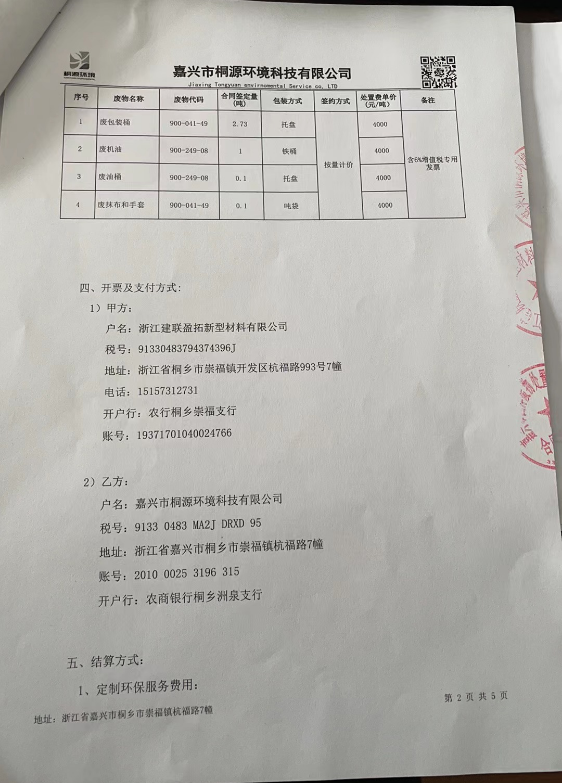 桐源环境
嘉兴市桐源环境科技有限公司
Jiaxing Tongyuan environmental Service co, LTD
序号 废物名称 废物代码 合同签定量(吨) 包装方式 签约方式 处置费单价(元/吨) 备注
1 废包装桶 900-041-49 2.73 托盘 按量计价 4000 含6%增值税专用发票
2 废机油 900-249-08 1 铁桶 4000
3 废油桶 900-249-08 0.1 托盘 4000
4 废抹布和手套 900-041-49 0.1 吨袋 4000
四、开票及支付方式:
1）甲方:
户名: 浙江建联盈拓新型材料有限公司
税号: 91330483794374396J
地址: 浙江省桐乡市崇福镇开发区杭福路993号7幢
电话: 15157312731
开户行: 农行桐乡崇福支行
账号: 19371701040024766
2）乙方:
户名: 嘉兴市桐源环境科技有限公司
税号: 9133 0483 MA2J DRXD 95
地址: 浙江省嘉兴市桐乡市崇福镇杭福路7幢
账号: 2010 0025 3196 315
开户行: 农商银行桐乡洲泉支行
五、结算方式:
1、定制环保服务费用:
第 2 页 共 5 页
地址: 浙江省嘉兴市桐乡市崇福镇杭福路7幢